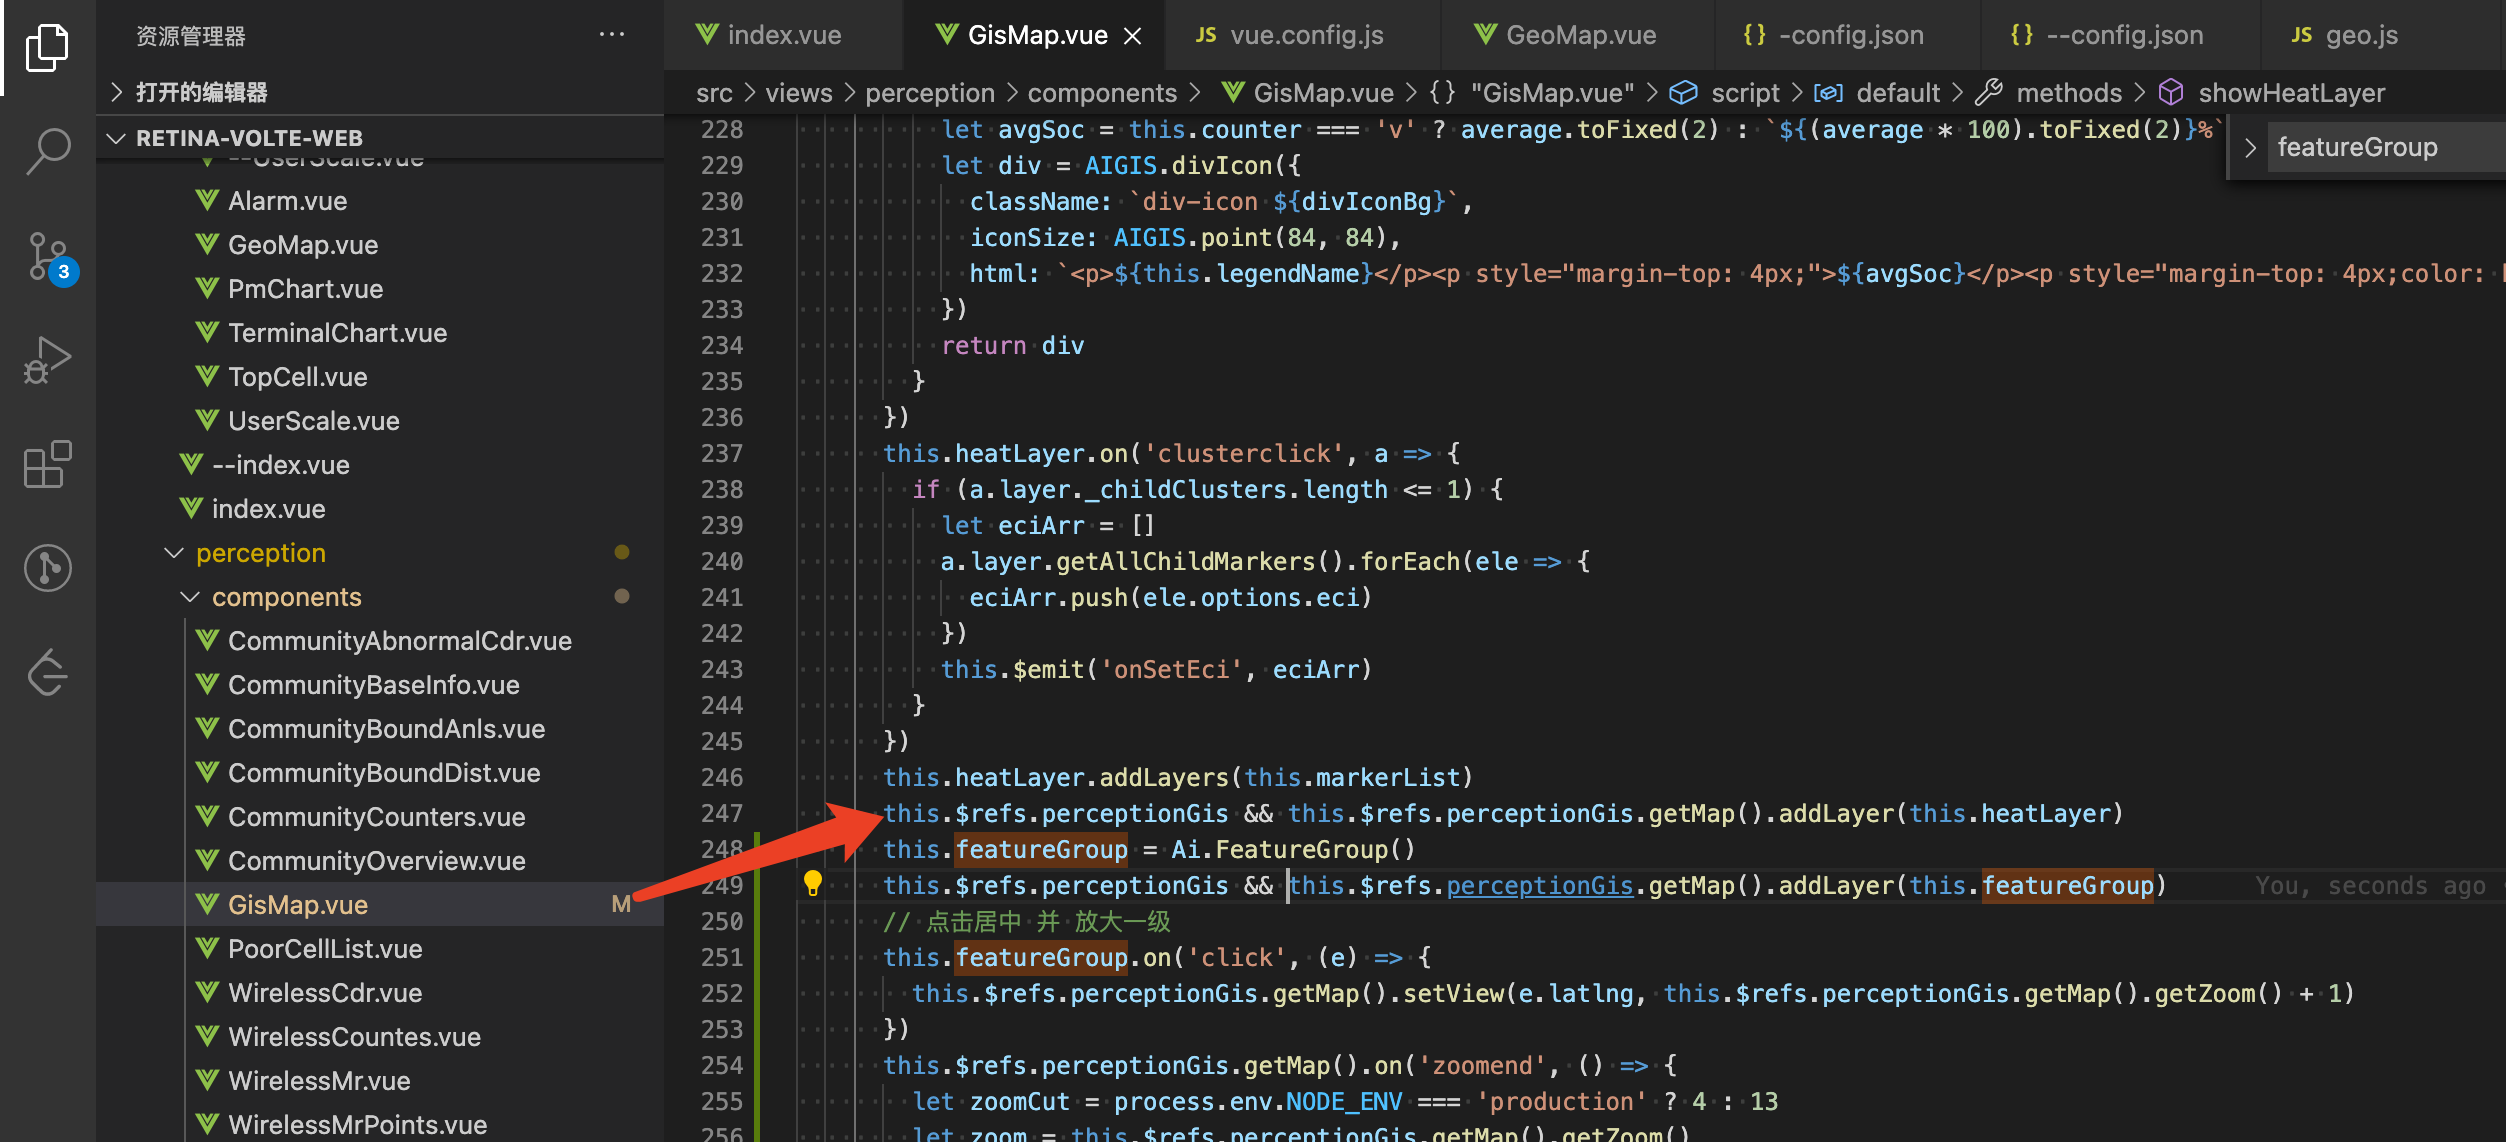 资源管理器
打开的编辑器
RETINA-VOLTE-WEB
--UserScale.vue
Alarm.vue
GeoMap.vue
PmChart.vue
TerminalChart.vue
TopCell.vue
UserScale.vue
--index.vue
index.vue
perception
components
CommunityAbnormalCdr.vue
CommunityBaseInfo.vue
CommunityBoundAnls.vue
CommunityBoundDist.vue
CommunityCounters.vue
CommunityOverview.vue
GisMap.vue M
PoorCellList.vue
WirelessCdr.vue
WirelessCountes.vue
WirelessMr.vue
WirelessMrPoints.vue
3
index.vue GisMap.vue JS vue.config.js GeoMap.vue {} -config.json {} --config.json JS geo.js
src > views > perception > components > GisMap.vue > {} "GisMap.vue" > script > default > methods > showHeatLayer
featureGroup
228 let avgSoc = this.counter === 'v' ? average.toFixed(2) : `${(average * 100).toFixed(2)}%`
229 let div = AIGIS.divIcon({
230 className: `div-icon ${divIconBg}`,
231 iconSize: AIGIS.point(84, 84),
232 html: `<p>${this.legendName}</p><p style="margin-top: 4px;">${avgSoc}</p><p style="margin-top: 4px;color:
233 })
234 return div
235 }
236 })
237 this.heatLayer.on('clusterclick', a => {
238 if (a.layer._childClusters.length <= 1) {
239 let eciArr = []
240 a.layer.getAllChildMarkers().forEach(ele => {
241 eciArr.push(ele.options.eci)
242 })
243 this.$emit('onSetEci', eciArr)
244 }
245 })
246 this.heatLayer.addLayers(this.markerList)
247 this.$refs.perceptionGis && this.$refs.perceptionGis.getMap().addLayer(this.heatLayer)
248 this.featureGroup = Ai.FeatureGroup()
249 this.$refs.perceptionGis && this.$refs.perceptionGis.getMap().addLayer(this.featureGroup) You, seconds ago
250 // 点击居中 并 放大一级
251 this.featureGroup.on('click', (e) => {
252 this.$refs.perceptionGis.getMap().setView(e.latlng, this.$refs.perceptionGis.getMap().getZoom() + 1)
253 })
254 this.$refs.perceptionGis.getMap().on('zoomend', () => {
255 let zoomCut = process.env.NODE_ENV === 'production' ? 4 : 13
256 let zoom = this.$refs.perceptionGis.getMap().getZoom()